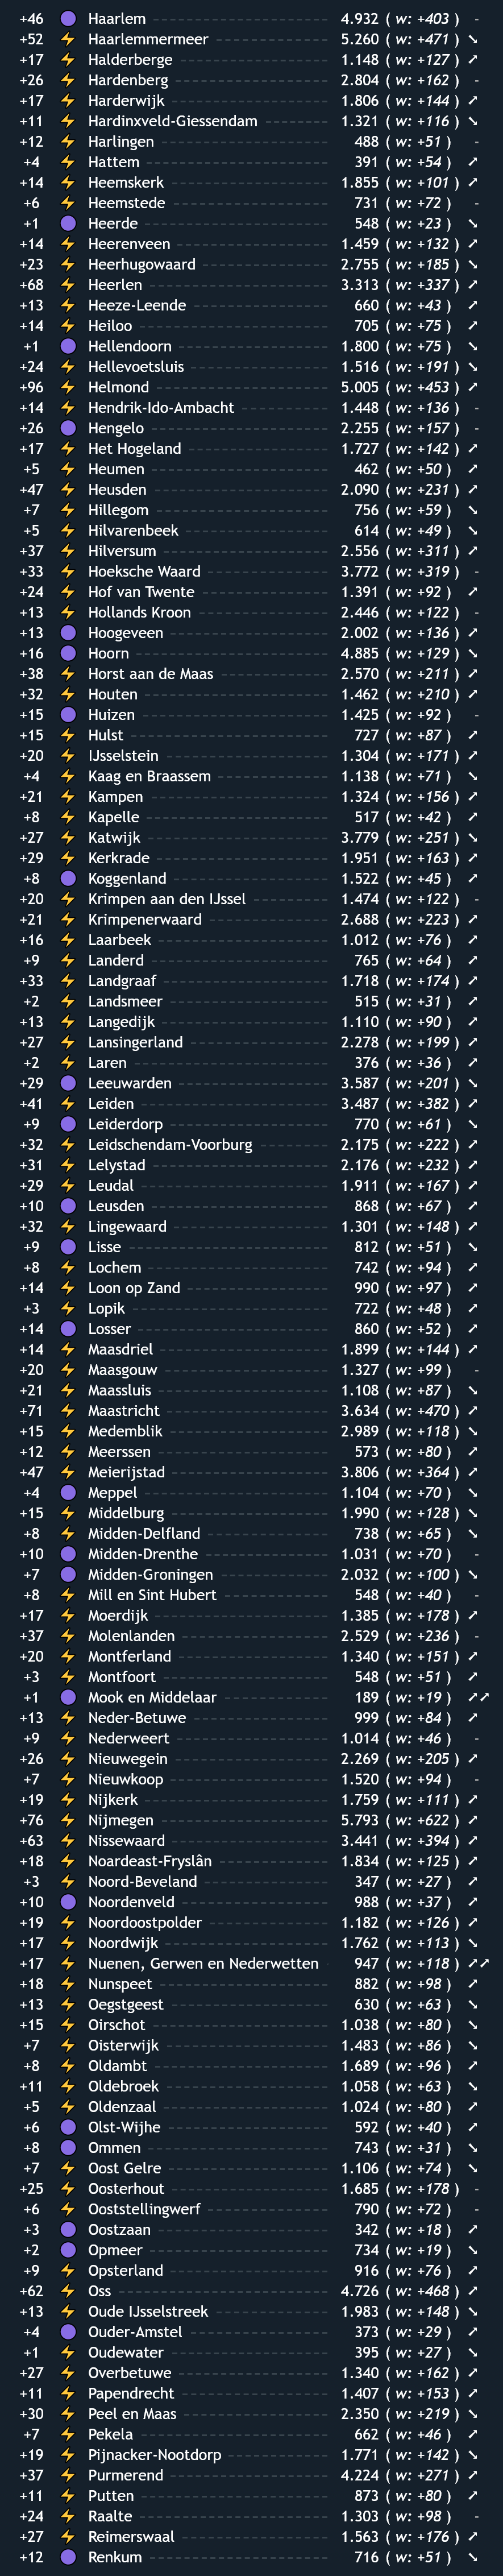 +46 Haarlem 4.932 ( w: +403 ) -
+52 Haarlemmermeer 5.260 ( w: +471 ) ➘
+17 Halderberge 1.148 ( w: +127 ) ➚
+26 Hardenberg 2.804 ( w: +162 ) -
+17 Harderwijk 1.806 ( w: +144 ) ➚
+11 Hardinxveld-Giessendam 1.321 ( w: +116 ) ➘
+12 Harlingen 488 ( w: +51 ) -
+4 Hattem 391 ( w: +54 ) ➚
+14 Heemskerk 1.855 ( w: +101 ) ➚
+6 Heemstede 731 ( w: +72 ) -
+1 Heerde 548 ( w: +23 ) ➘
+14 Heerenveen 1.459 ( w: +132 ) ➚
+23 Heerhugowaard 2.755 ( w: +185 ) ➘
+68 Heerlen 3.313 ( w: +337 ) ➚
+13 Heeze-Leende 660 ( w: +43 ) ➚
+14 Heiloo 705 ( w: +75 ) ➚
+1 Hellendoorn 1.800 ( w: +75 ) ➘
+24 Hellevoetsluis 1.516 ( w: +191 ) ➘
+96 Helmond 5.005 ( w: +453 ) ➚
+14 Hendrik-Ido-Ambacht 1.448 ( w: +136 ) -
+26 Hengelo 2.255 ( w: +157 ) -
+17 Het Hogeland 1.727 ( w: +142 ) ➚
+5 Heumen 462 ( w: +50 ) ➚
+47 Heusden 2.090 ( w: +231 ) ➚
+7 Hillegom 756 ( w: +59 ) ➘
+5 Hilvarenbeek 614 ( w: +49 ) ➘
+37 Hilversum 2.556 ( w: +311 ) ➚
+33 Hoeksche Waard 3.772 ( w: +319 ) -
+24 Hof van Twente 1.391 ( w: +92 ) ➚
+13 Hollands Kroon 2.446 ( w: +122 ) -
+13 Hoogeveen 2.002 ( w: +136 ) ➚
+16 Hoorn 4.885 ( w: +129 ) ➘
+38 Horst aan de Maas 2.570 ( w: +211 ) ➚
+32 Houten 1.462 ( w: +210 ) ➚
+15 Huizen 1.425 ( w: +92 ) -
+15 Hulst 727 ( w: +87 ) ➚
+20 IJsselstein 1.304 ( w: +171 ) ➚
+4 Kaag en Braassem 1.138 ( w: +71 ) ➘
+21 Kampen 1.324 ( w: +156 ) ➚
+8 Kapelle 517 ( w: +42 ) ➚
+27 Katwijk 3.779 ( w: +251 ) ➘
+29 Kerkrade 1.951 ( w: +163 ) ➚
+8 Koggenland 1.522 ( w: +45 ) ➚
+20 Krimpen aan den IJssel 1.474 ( w: +122 ) -
+21 Krimpenerwaard 2.688 ( w: +223 ) ➚
+16 Laarbeek 1.012 ( w: +76 ) ➚
+9 Landerd 765 ( w: +64 ) ➚
+33 Landgraaf 1.718 ( w: +174 ) ➚
+2 Landsmeer 515 ( w: +31 ) ➚
+13 Langedijk 1.110 ( w: +90 ) ➚
+27 Lansingerland 2.278 ( w: +199 ) ➚
+2 Laren 376 ( w: +36 ) ➚
+29 Leeuwarden 3.587 ( w: +201 ) ➘
+41 Leiden 3.487 ( w: +382 ) ➚
+9 Leiderdorp 770 ( w: +61 ) ➘
+32 Leidschendam-Voorburg 2.175 ( w: +222 ) ➚
+31 Lelystad 2.176 ( w: +232 ) ➚
+29 Leudal 1.911 ( w: +167 ) ➚
+10 Leusden 868 ( w: +67 ) ➚
+32 Lingewaard 1.301 ( w: +148 ) ➚
+9 Lisse 812 ( w: +51 ) ➘
+8 Lochem 742 ( w: +94 ) ➚
+14 Loon op Zand 990 ( w: +97 ) ➚
+3 Lopik 722 ( w: +48 ) ➚
+14 Losser 860 ( w: +52 ) ➚
+14 Maasdriel 1.899 ( w: +144 ) ➚
+20 Maasgouw 1.327 ( w: +99 ) -
+21 Maassluis 1.108 ( w: +87 ) ➘
+71 Maastricht 3.634 ( w: +470 ) ➚
+15 Medemblik 2.989 ( w: +118 ) ➘
+12 Meerssen 573 ( w: +80 ) ➚
+47 Meierijstad 3.806 ( w: +364 ) ➚
+4 Meppel 1.104 ( w: +70 ) ➘
+15 Middelburg 1.990 ( w: +128 ) ➘
+8 Midden-Delfland 738 ( w: +65 ) ➘
+10 Midden-Drenthe 1.031 ( w: +70 ) -
+7 Midden-Groningen 2.032 ( w: +100 ) ➘
+8 Mill en Sint Hubert 548 ( w: +40 ) -
+17 Moerdijk 1.385 ( w: +178 ) ➚
+37 Molenlanden 2.529 ( w: +236 ) -
+20 Montferland 1.340 ( w: +151 ) ➚
+3 Montfoort 548 ( w: +51 ) ➚
+1 Mook en Middelaar 189 ( w: +19 ) ➚➚
+13 Neder-Betuwe 999 ( w: +84 ) ➚
+9 Nederweert 1.014 ( w: +46 ) -
+26 Nieuwegein 2.269 ( w: +205 ) ➚
+7 Nieuwkoop 1.520 ( w: +94 ) -
+19 Nijkerk 1.759 ( w: +111 ) ➚
+76 Nijmegen 5.793 ( w: +622 ) ➚
+63 Nissewaard 3.441 ( w: +394 ) ➚
+18 Noardeast-Fryslân 1.834 ( w: +125 ) ➚
+3 Noord-Beveland 347 ( w: +27 ) ➚
+10 Noordenveld 988 ( w: +37 ) ➚
+19 Noordoostpolder 1.182 ( w: +126 ) ➚
+17 Noordwijk 1.762 ( w: +113 ) ➘
+17 Nuenen, Gerwen en Nederwetten 947 ( w: +118 ) ➚➚
+18 Nunspeet 882 ( w: +98 ) ➚
+13 Oegstgeest 630 ( w: +63 ) ➘
+15 Oirschot 1.038 ( w: +80 ) ➘
+7 Oisterwijk 1.483 ( w: +86 ) ➘
+8 Oldambt 1.689 ( w: +96 ) ➚
+11 Oldebroek 1.058 ( w: +63 ) ➘
+5 Oldenzaal 1.024 ( w: +80 ) ➚
+6 Olst-Wijhe 592 ( w: +40 ) ➚
+8 Ommen 743 ( w: +31 ) ➘
+7 Oost Gelre 1.106 ( w: +74 ) ➘
+25 Oosterhout 1.685 ( w: +178 ) -
+6 Ooststellingwerf 790 ( w: +72 ) -
+3 Oostzaan 342 ( w: +18 ) ➚
+2 Opmeer 734 ( w: +19 ) ➘
+9 Opsterland 916 ( w: +76 ) ➚
+62 Oss 4.726 ( w: +468 ) ➚
+13 Oude IJsselstreek 1.983 ( w: +148 ) ➘
+4 Ouder-Amstel 373 ( w: +29 ) ➚
+1 Oudewater 395 ( w: +27 ) ➘
+27 Overbetuwe 1.340 ( w: +162 ) ➚
+11 Papendrecht 1.407 ( w: +153 ) ➚
+30 Peel en Maas 2.350 ( w: +219 ) ➘
+7 Pekela 662 ( w: +46 ) ➚
+19 Pijnacker-Nootdorp 1.771 ( w: +142 ) ➘
+37 Purmerend 4.224 ( w: +271 ) ➚
+11 Putten 873 ( w: +80 ) ➚
+24 Raalte 1.303 ( w: +98 ) -
+27 Reimerswaal 1.563 ( w: +176 ) ➚
+12 Renkum 716 ( w: +51 ) ➘